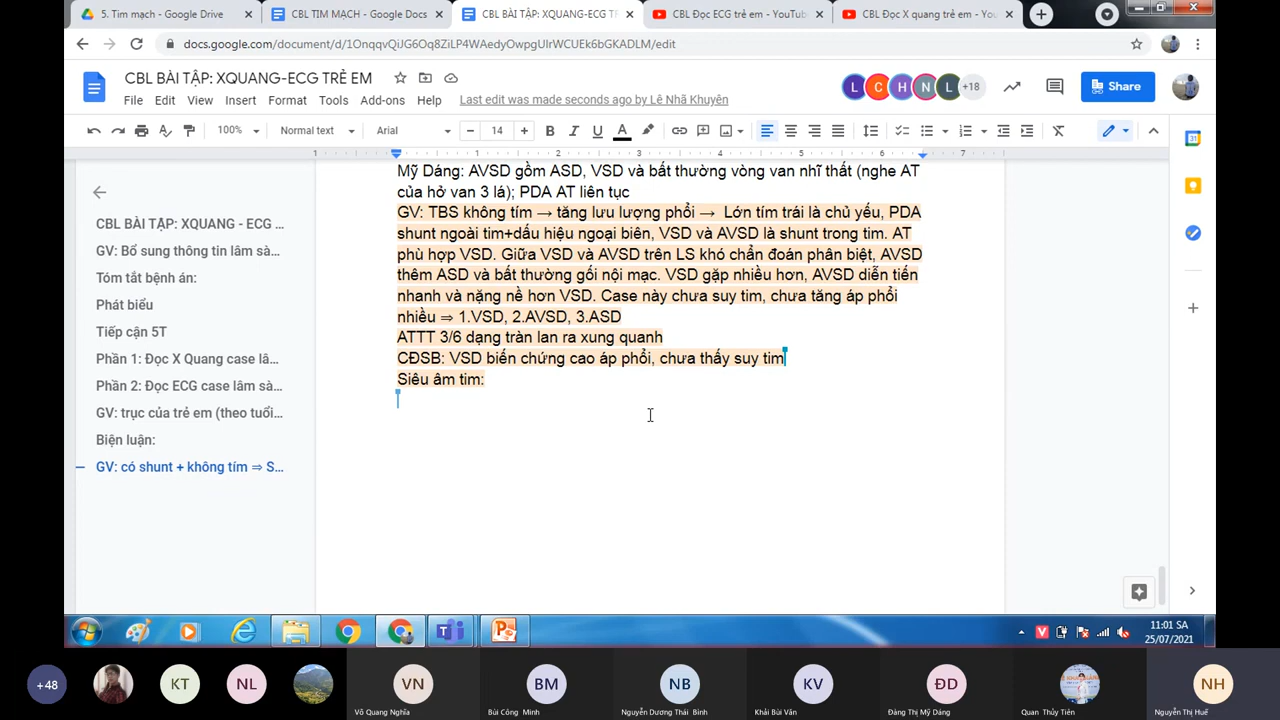 5. Tim mạch - Google Drive
CBL TIM MẠCH - Google Docs
CBL BÀI TẬP: XQUANG-ECG TR
CBL Đọc ECG trẻ em - YouTub
CBL Đọc X quang trẻ em - You
docs.google.com/document/d/1OnqqvQiJG6Oq8ZiLP4WAedyOwpgUIrWCUEk6bGKADLM/edit
CBL BÀI TẬP: XQUANG-ECG TRẺ EM
File Edit View Insert Format Tools Add-ons Help Last edit was made seconds ago by Lê Nhã Khuyên
L C H N L +18
Share
100% Normal text Arial 14
1 1 2 3 4 5 6 7
CBL BÀI TẬP: XQUANG - ECG ...
GV: Bổ sung thông tin lâm sà...
Tóm tắt bệnh án:
Phát biểu
Tiếp cận 5T
Phần 1: Đọc X Quang case lâ...
Phần 2: Đọc ECG case lâm sà...
GV: trục của trẻ em (theo tuổi...
Biện luận:
GV: có shunt + không tím ⇒ S...
Mỹ Dáng: AVSD gồm ASD, VSD và bất thường vòng van nhĩ thất (nghe AT
của hở van 3 lá); PDA AT liên tục
GV: TBS không tím → tăng lưu lượng phổi → Lớn tím trái là chủ yếu, PDA
shunt ngoài tim+dấu hiệu ngoại biên, VSD và AVSD là shunt trong tim. AT
phù hợp VSD. Giữa VSD và AVSD trên LS khó chẩn đoán phân biệt, AVSD
thêm ASD và bất thường gối nội mạc. VSD gặp nhiều hơn, AVSD diễn tiến
nhanh và nặng nề hơn VSD. Case này chưa suy tim, chưa tăng áp phổi
nhiều ⇒ 1.VSD, 2.AVSD, 3.ASD
ATTT 3/6 dạng tràn lan ra xung quanh
CĐSB: VSD biến chứng cao áp phổi, chưa thấy suy tim
Siêu âm tim:
11:01 SA
25/07/2021
+48 KT NL VN BM NB KV ĐD NH
Võ Quang Nghĩa
Bùi Công Minh
Nguyễn Dương Thái Bình
Khải Bùi Văn
Đàng Thị Mỹ Dáng
Quan Thủy Tiên
Nguyễn Thị Huế